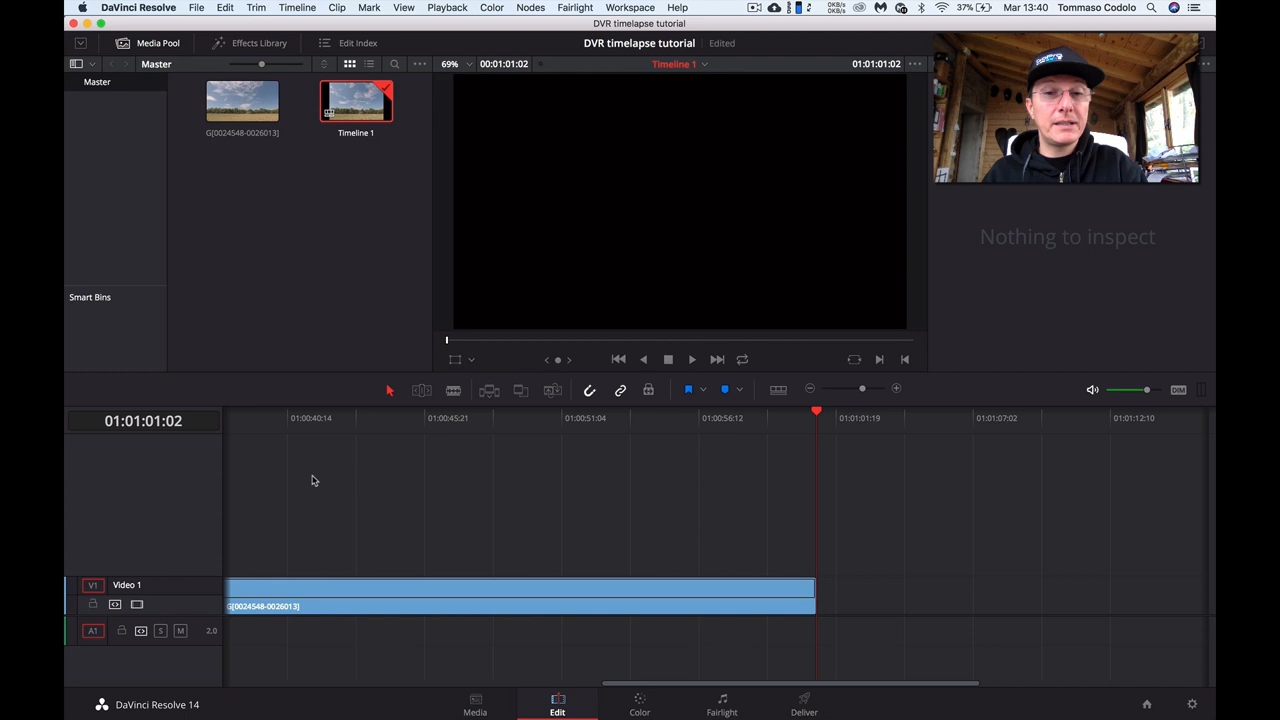 DaVinci Resolve File Edit Trim Timeline Clip Mark View Playback Color Nodes Fairlight Workspace Help 0KB/s 0KB/s 37% Mar 13:40 Tommaso Codolo
DVR timelapse tutorial
Media Pool Effects Library Edit Index DVR timelapse tutorial Edited
Master 69% 00:01:01:02 Timeline 1 01:01:01:02
Master
G[0024548-0026013] Timeline 1
Nothing to inspect
Smart Bins
DIM
01:01:01:02 01:00:40:14 01:00:45:21 01:00:51:04 01:00:56:12 01:01:01:19 01:01:07:02 01:01:12:10
V1 Video 1
G[0024548-0026013]
A1 S M 2.0
DaVinci Resolve 14 Media Edit Color Fairlight Deliver